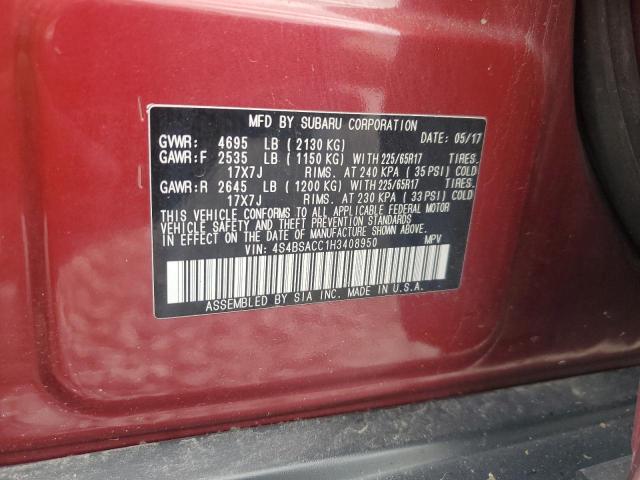 MFD BY SUBARU CORPORATION DATE: 05/17
GVWR: 4695 LB ( 2130 KG)
GAWR:F 2535 LB ( 1150 KG) WITH 225/65R17 TIRES.
17X7J RIMS. AT 240 KPA ( 35 PSI) COLD
GAWR:R 2645 LB ( 1200 KG) WITH 225/65R17 TIRES.
17X7J RIMS. AT 230 KPA ( 33 PSI) COLD
THIS VEHICLE CONFORMS TO ALL APPLICABLE FEDERAL MOTOR
VEHICLE SAFETY AND THEFT PREVENTION STANDARDS
IN EFFECT ON THE DATE OF MANUFACTURE SHOWN ABOVE.
VIN: 4S4BSACC1H3408950 MPV
ASSEMBLED BY SIA INC. MADE IN U.S.A.